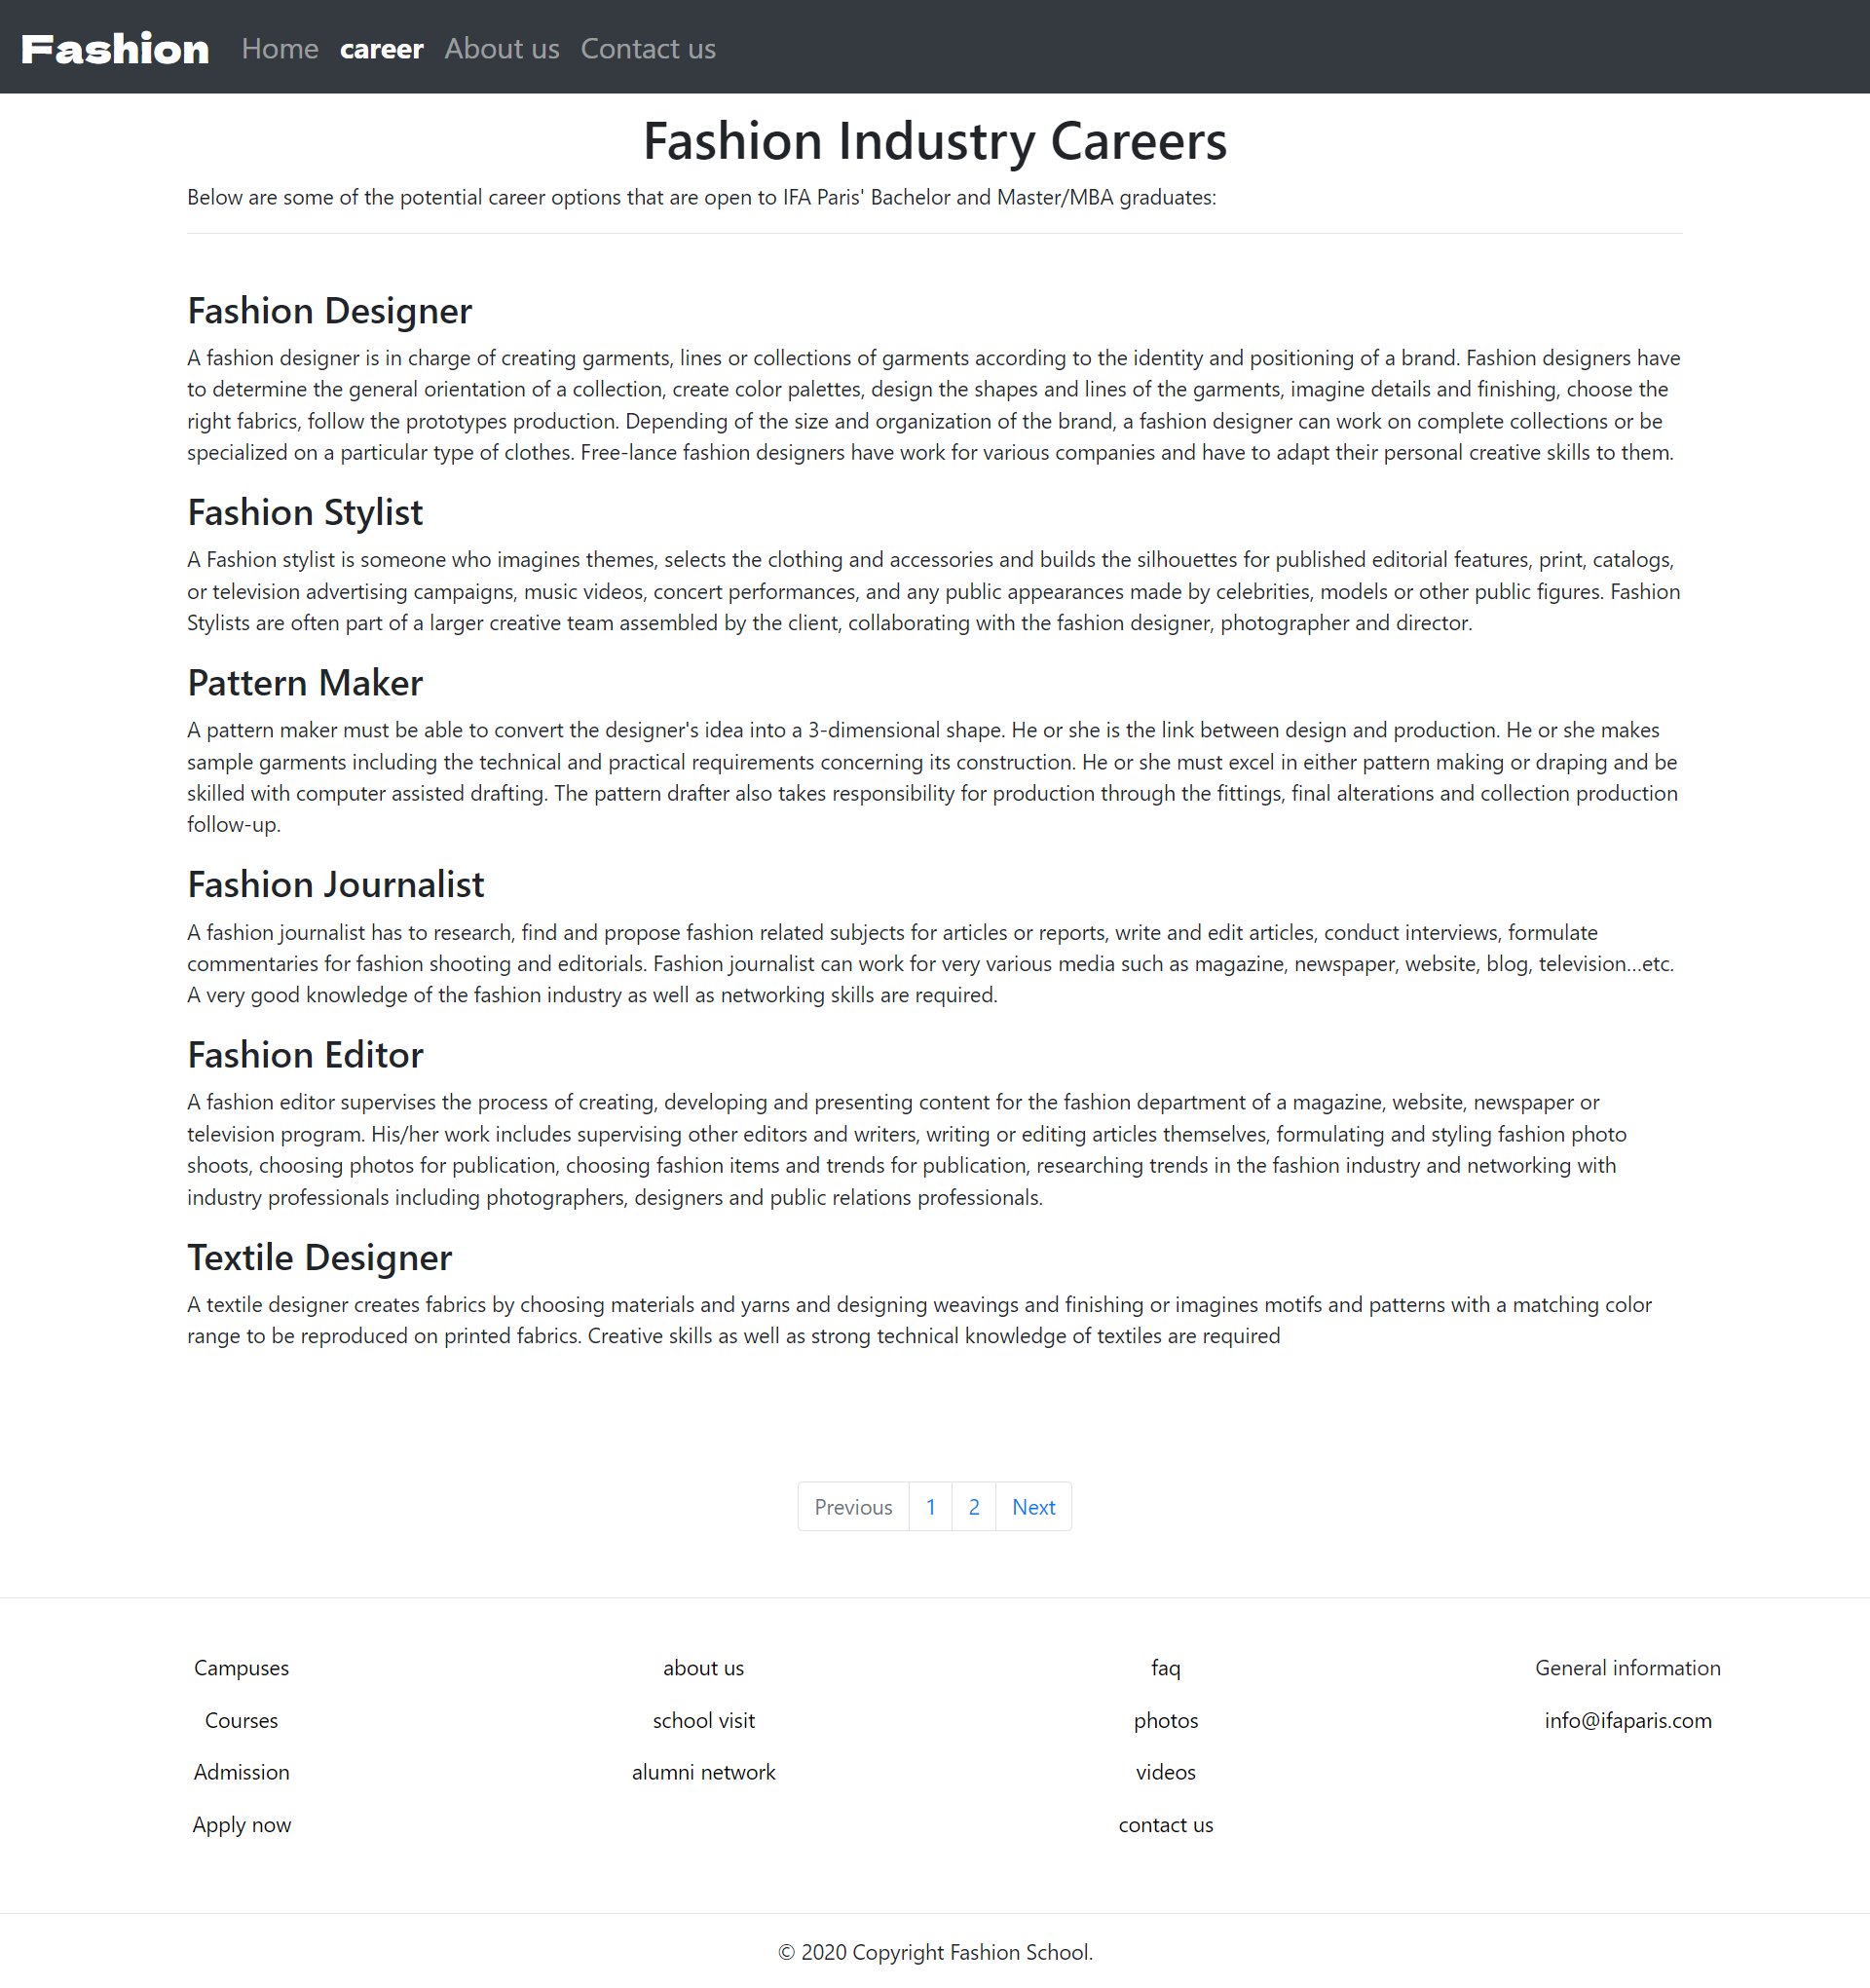 Fashion Home career About us Contact us
Fashion Industry Careers
Below are some of the potential career options that are open to IFA Paris' Bachelor and Master/MBA graduates:
Fashion Designer
A fashion designer is in charge of creating garments, lines or collections of garments according to the identity and positioning of a brand. Fashion designers have
to determine the general orientation of a collection, create color palettes, design the shapes and lines of the garments, imagine details and finishing, choose the
right fabrics, follow the prototypes production. Depending of the size and organization of the brand, a fashion designer can work on complete collections or be
specialized on a particular type of clothes. Free-lance fashion designers have work for various companies and have to adapt their personal creative skills to them.
Fashion Stylist
A Fashion stylist is someone who imagines themes, selects the clothing and accessories and builds the silhouettes for published editorial features, print, catalogs,
or television advertising campaigns, music videos, concert performances, and any public appearances made by celebrities, models or other public figures. Fashion
Stylists are often part of a larger creative team assembled by the client, collaborating with the fashion designer, photographer and director.
Pattern Maker
A pattern maker must be able to convert the designer's idea into a 3-dimensional shape. He or she is the link between design and production. He or she makes
sample garments including the technical and practical requirements concerning its construction. He or she must excel in either pattern making or draping and be
skilled with computer assisted drafting. The pattern drafter also takes responsibility for production through the fittings, final alterations and collection production
follow-up.
Fashion Journalist
A fashion journalist has to research, find and propose fashion related subjects for articles or reports, write and edit articles, conduct interviews, formulate
commentaries for fashion shooting and editorials. Fashion journalist can work for very various media such as magazine, newspaper, website, blog, television...etc.
A very good knowledge of the fashion industry as well as networking skills are required.
Fashion Editor
A fashion editor supervises the process of creating, developing and presenting content for the fashion department of a magazine, website, newspaper or
television program. His/her work includes supervising other editors and writers, writing or editing articles themselves, formulating and styling fashion photo
shoots, choosing photos for publication, choosing fashion items and trends for publication, researching trends in the fashion industry and networking with
industry professionals including photographers, designers and public relations professionals.
Textile Designer
A textile designer creates fabrics by choosing materials and yarns and designing weavings and finishing or imagines motifs and patterns with a matching color
range to be reproduced on printed fabrics. Creative skills as well as strong technical knowledge of textiles are required
Previous 1 2 Next
Campuses about us faq General information
Courses school visit photos info@ifaparis.com
Admission alumni network videos
Apply now contact us
© 2020 Copyright Fashion School.